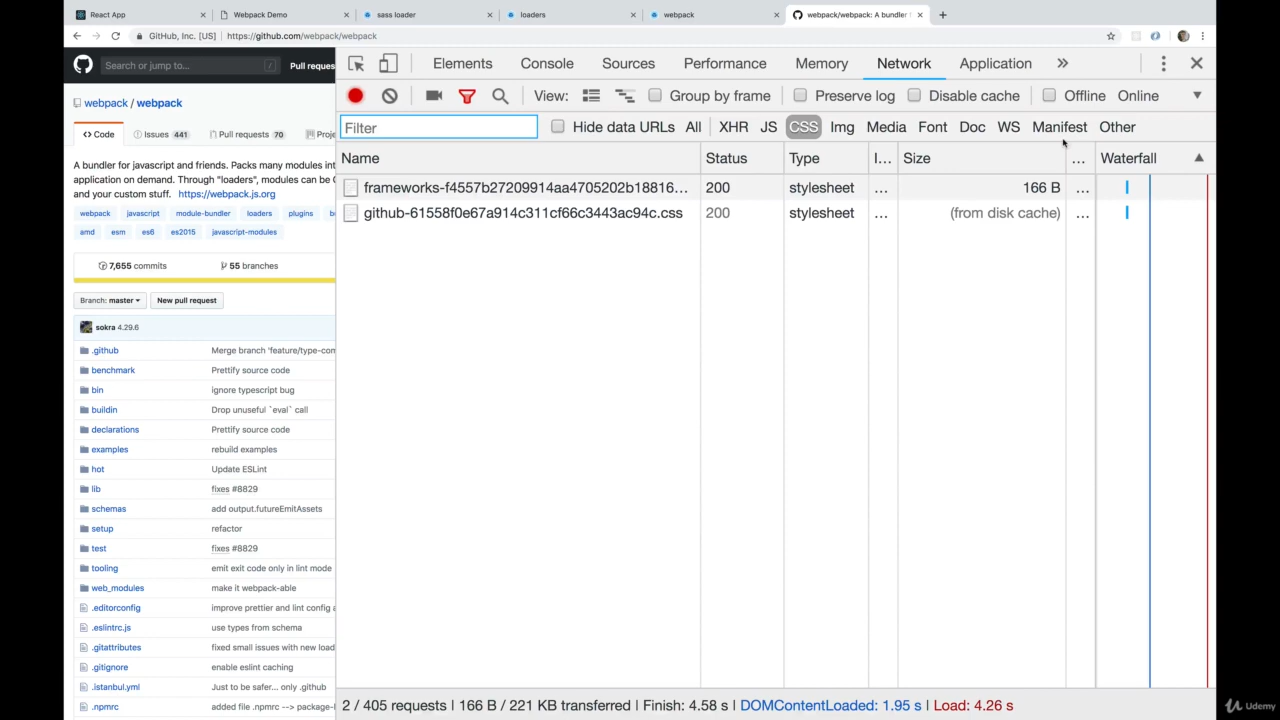 React App
Webpack Demo
sass loader
loaders
webpack
webpack/webpack: A bundler f
GitHub, Inc. [US] https://github.com/webpack/webpack
Search or jump to...
/
Pull reques
webpack / webpack
Code
Issues 441
Pull requests 70
Proje
A bundler for javascript and friends. Packs many modules int
application on demand. Through "loaders", modules can be C
and your custom stuff. https://webpack.js.org
webpack javascript module-bundler loaders plugins b
amd esm es6 es2015 javascript-modules
7,655 commits
55 branches
Branch: master
New pull request
sokra 4.29.6
.github Merge branch 'feature/type-con
benchmark Prettify source code
bin ignore typescript bug
buildin Drop unuseful `eval` call
declarations Prettify source code
examples rebuild examples
hot Update ESLint
lib fixes #8829
schemas add output.futureEmitAssets
setup refactor
test fixes #8829
tooling emit exit code only in lint mode
web_modules make it webpack-able
.editorconfig improve prettier and lint config a
.eslintrc.js use types from schema
.gitattributes fixed small issues with new load
.gitignore enable eslint caching
.istanbul.yml Just to be safer... only .github
.npmrc added file .npmrc --> package-l
Elements Console Sources Performance Memory Network Application »
View: Group by frame Preserve log Disable cache Offline Online
Filter Hide data URLs All XHR JS CSS Img Media Font Doc WS Manifest Other
Name Status Type I... Size ... Waterfall
frameworks-f4557b27209914aa4705202b18816... 200 stylesheet ... 166 B ...
github-61558f0e67a914c311cf66c3443ac94c.css 200 stylesheet ... (from disk cache) ...
2 / 405 requests | 166 B / 221 KB transferred | Finish: 4.58 s | DOMContentLoaded: 1.95 s | Load: 4.26 s
Udemy